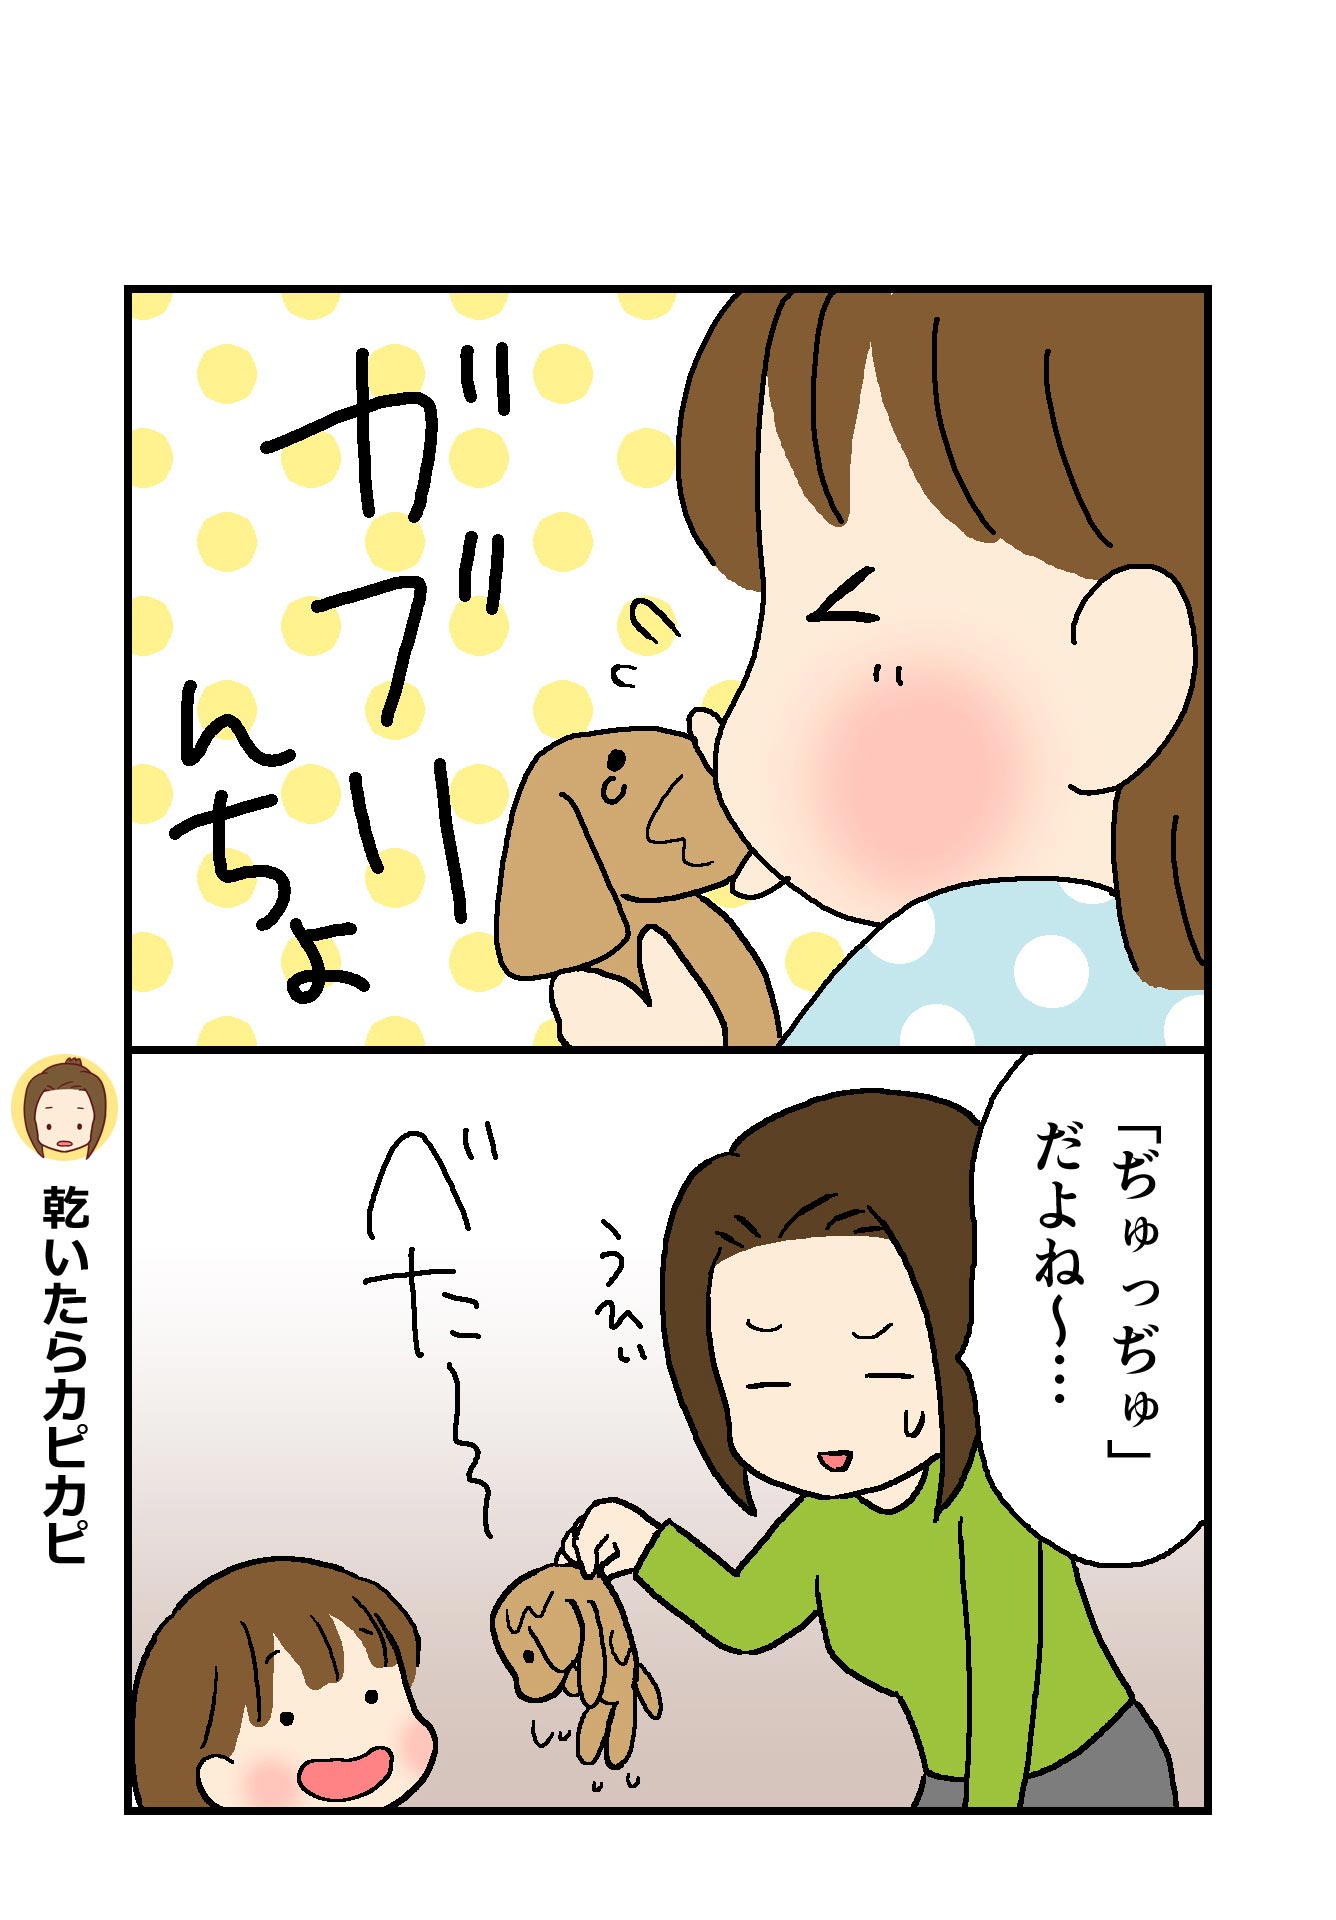 ガブリ
んちょ
「ぢゅっぢゅ」
だよね〜…
うひぃ
べた〜
乾いたらカピカピ